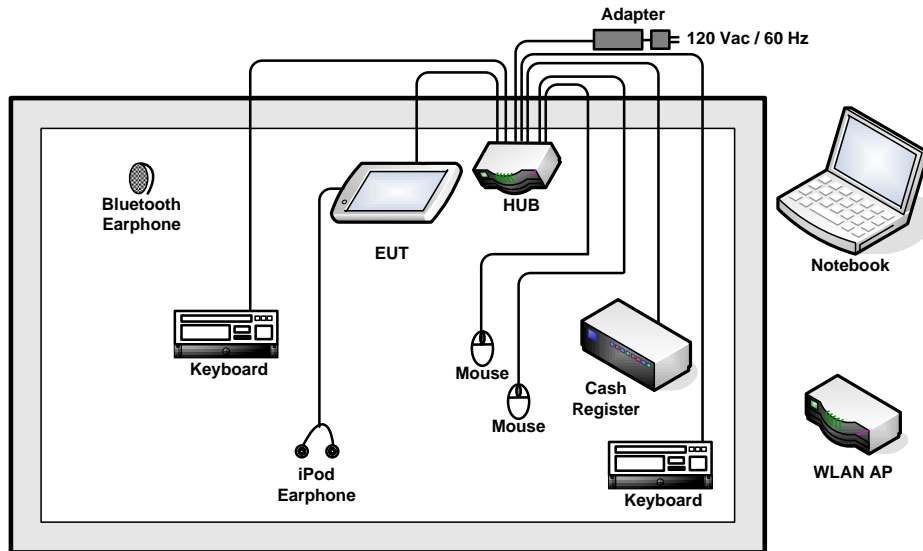 Adapter
120 Vac / 60 Hz
Bluetooth
Earphone
HUB
EUT
Notebook
Keyboard
Mouse
Cash
Register
Mouse
iPod
Earphone
Keyboard
WLAN AP